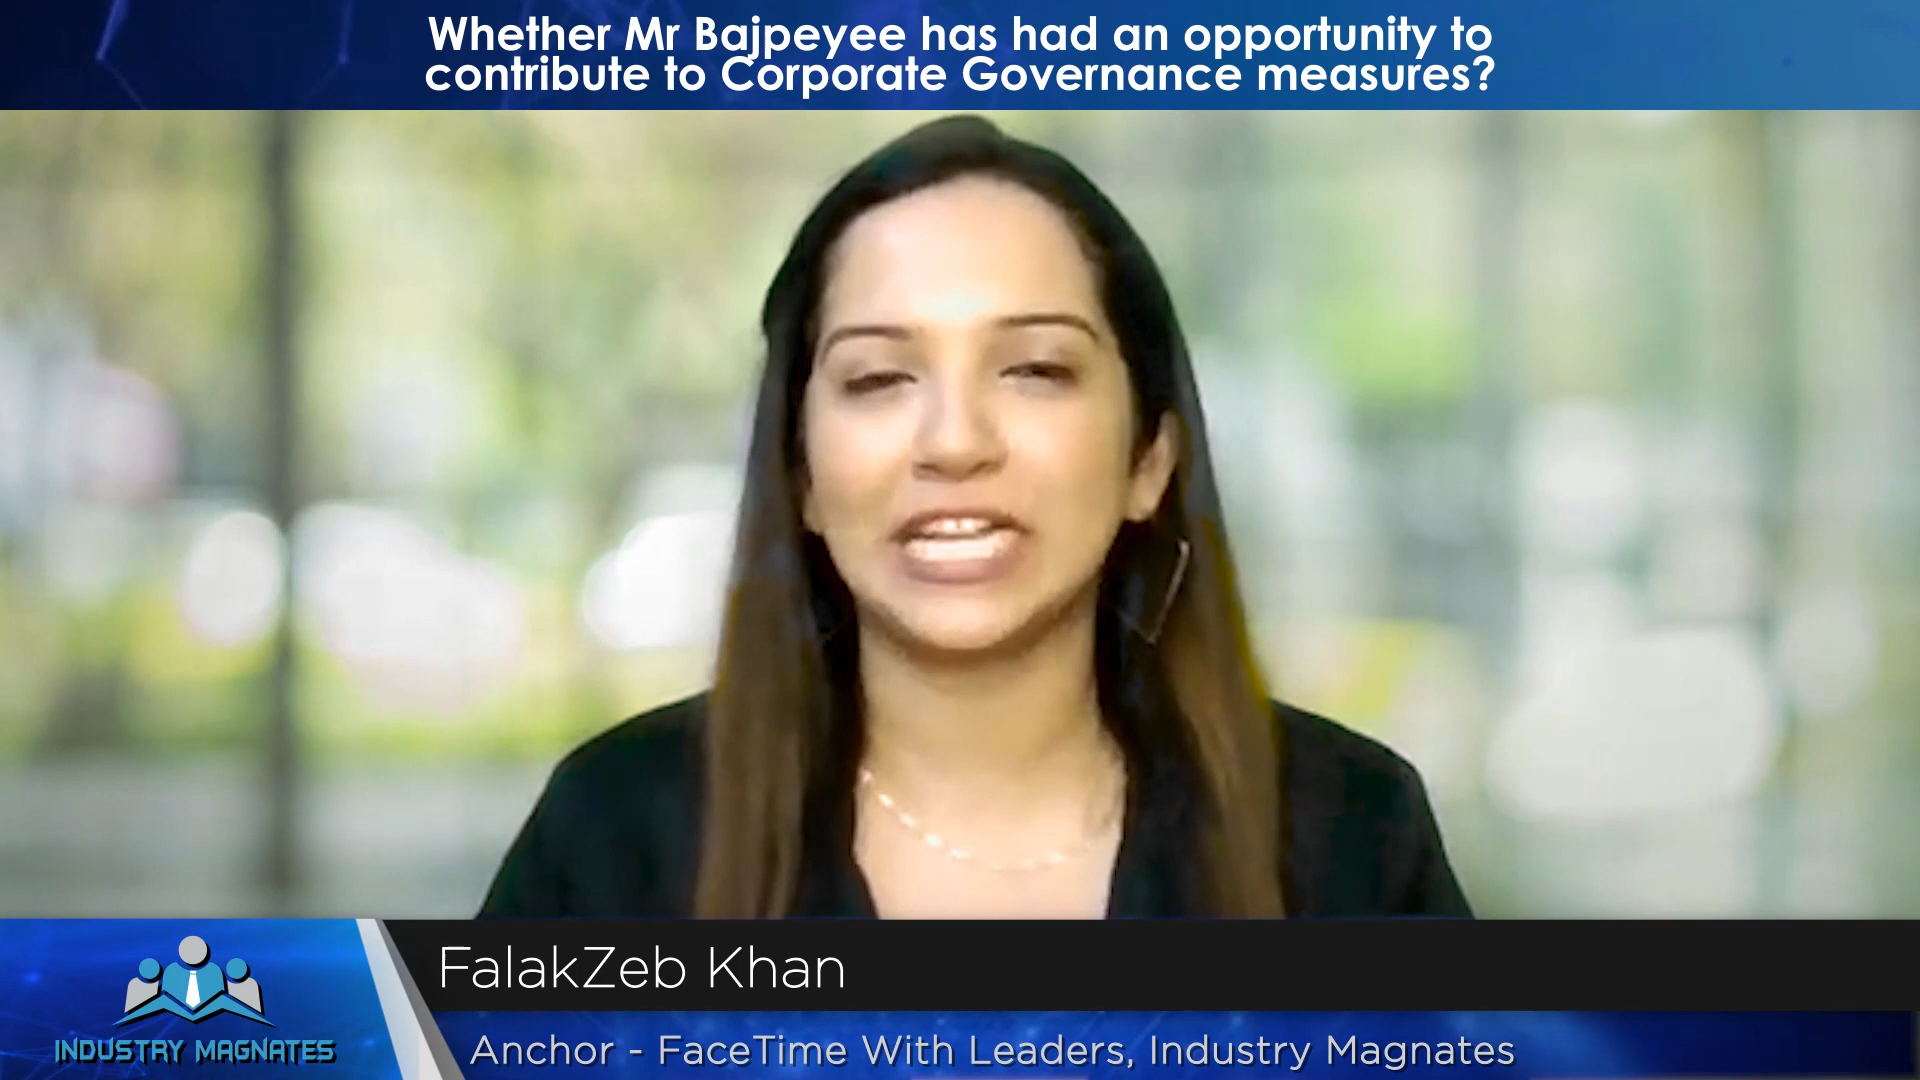 Whether Mr Bajpeyee has had an opportunity to
contribute to Corporate Governance measures?
FalakZeb Khan
INDUSTRY MAGNATES
Anchor - FaceTime With Leaders, Industry Magnates